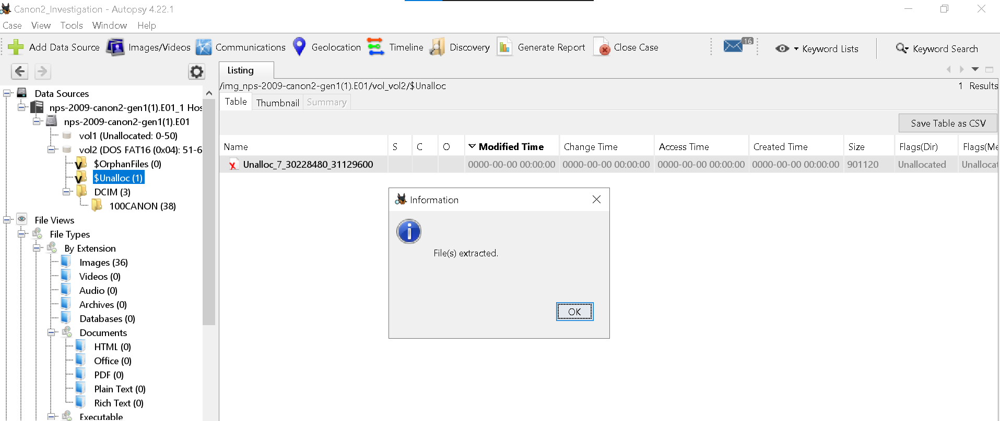 Canon2_Investigation - Autopsy 4.22.1
Case View Tools Window Help
Add Data Source Images/Videos Communications Geolocation Timeline Discovery Generate Report Close Case 16 Keyword Lists Keyword Search
Listing
/img_nps-2009-canon2-gen1(1).E01/vol_vol2/$Unalloc
1 Results
Table Thumbnail Summary
Save Table as CSV
Name S C O Modified Time Change Time Access Time Created Time Size Flags(Dir) Flags(Me
Unalloc_7_30228480_31129600 0000-00-00 00:00:00 0000-00-00 00:00:00 0000-00-00 00:00:00 0000-00-00 00:00:00 901120 Unallocated Unallocat
Data Sources
nps-2009-canon2-gen1(1).E01_1 Hos
nps-2009-canon2-gen1(1).E01
vol1 (Unallocated: 0-50)
vol2 (DOS FAT16 (0x04): 51-6
$OrphanFiles (0)
$Unalloc (1)
DCIM (3)
100CANON (38)
File Views
File Types
By Extension
Images (36)
Videos (0)
Audio (0)
Archives (0)
Databases (0)
Documents
HTML (0)
Office (0)
PDF (0)
Plain Text (0)
Rich Text (0)
Executable
Information
File(s) extracted.
OK